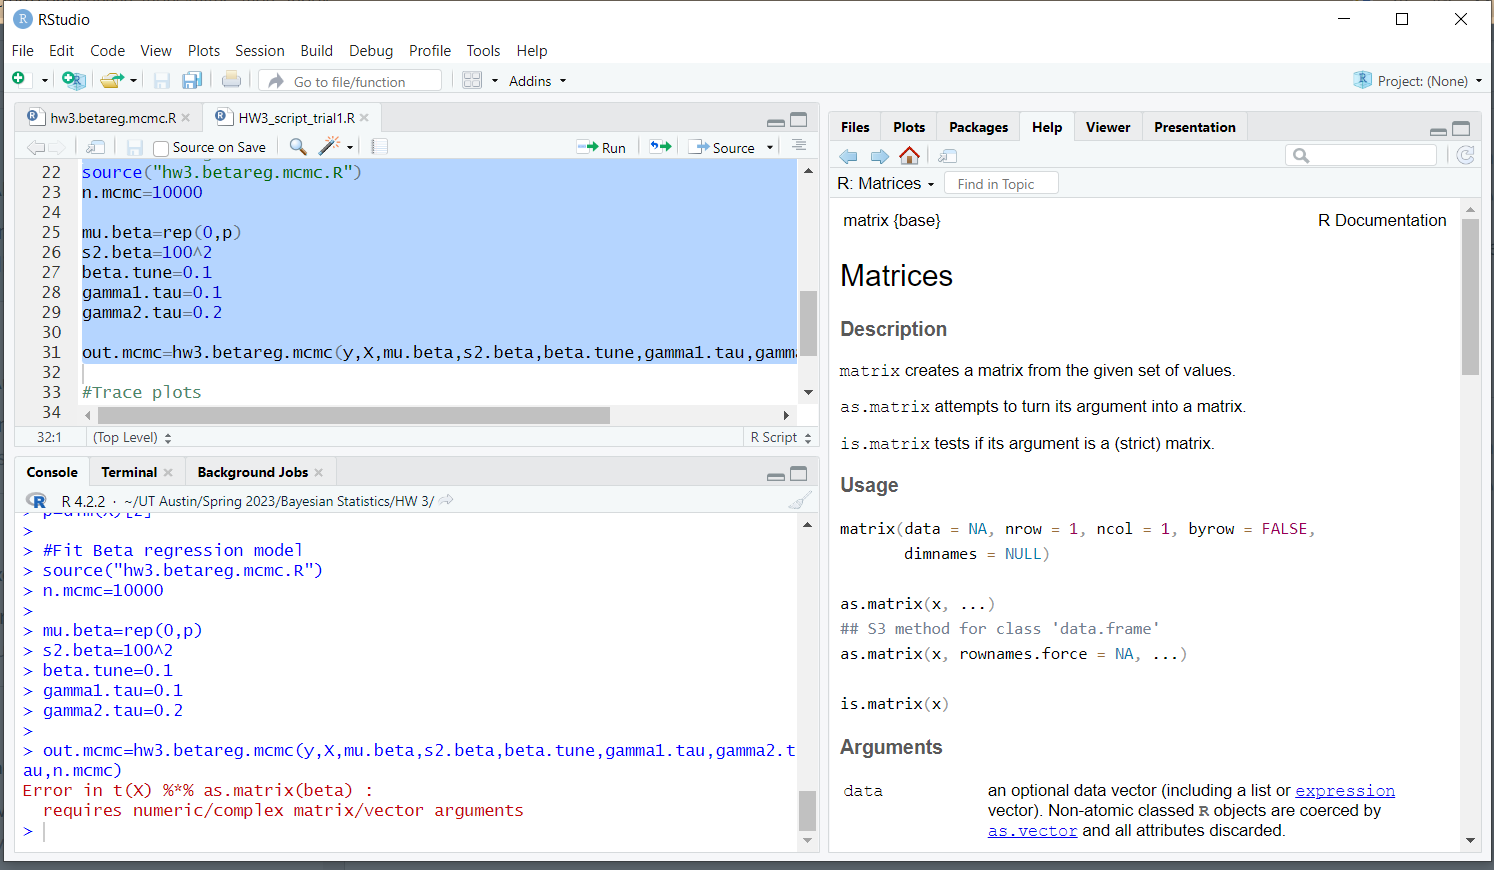 RStudio
File Edit Code View Plots Session Build Debug Profile Tools Help
Go to file/function Addins Project: (None)
hw3.betareg.mcmc.R HW3_script_trial1.R
Source on Save Run Source
22 source("hw3.betareg.mcmc.R")
23 n.mcmc=10000
24
25 mu.beta=rep(0,p)
26 s2.beta=100^2
27 beta.tune=0.1
28 gamma1.tau=0.1
29 gamma2.tau=0.2
30
31 out.mcmc=hw3.betareg.mcmc(y,X,mu.beta,s2.beta,beta.tune,gamma1.tau,gamma
32
33 #Trace plots
34
32:1 (Top Level) R Script
Console Terminal Background Jobs
R 4.2.2 · ~/UT Austin/Spring 2023/Bayesian Statistics/HW 3/
> p=dim(X)[2]
>
> #Fit Beta regression model
> source("hw3.betareg.mcmc.R")
> n.mcmc=10000
>
> mu.beta=rep(0,p)
> s2.beta=100^2
> beta.tune=0.1
> gamma1.tau=0.1
> gamma2.tau=0.2
>
> out.mcmc=hw3.betareg.mcmc(y,X,mu.beta,s2.beta,beta.tune,gamma1.tau,gamma2.t
au,n.mcmc)
Error in t(X) %*% as.matrix(beta) :
requires numeric/complex matrix/vector arguments
>
Files Plots Packages Help Viewer Presentation
R: Matrices Find in Topic
matrix {base} R Documentation
Matrices
Description
matrix creates a matrix from the given set of values.
as.matrix attempts to turn its argument into a matrix.
is.matrix tests if its argument is a (strict) matrix.
Usage
matrix(data = NA, nrow = 1, ncol = 1, byrow = FALSE,
dimnames = NULL)
as.matrix(x, ...)
## S3 method for class 'data.frame'
as.matrix(x, rownames.force = NA, ...)
is.matrix(x)
Arguments
data an optional data vector (including a list or expression
vector). Non-atomic classed R objects are coerced by
as.vector and all attributes discarded.